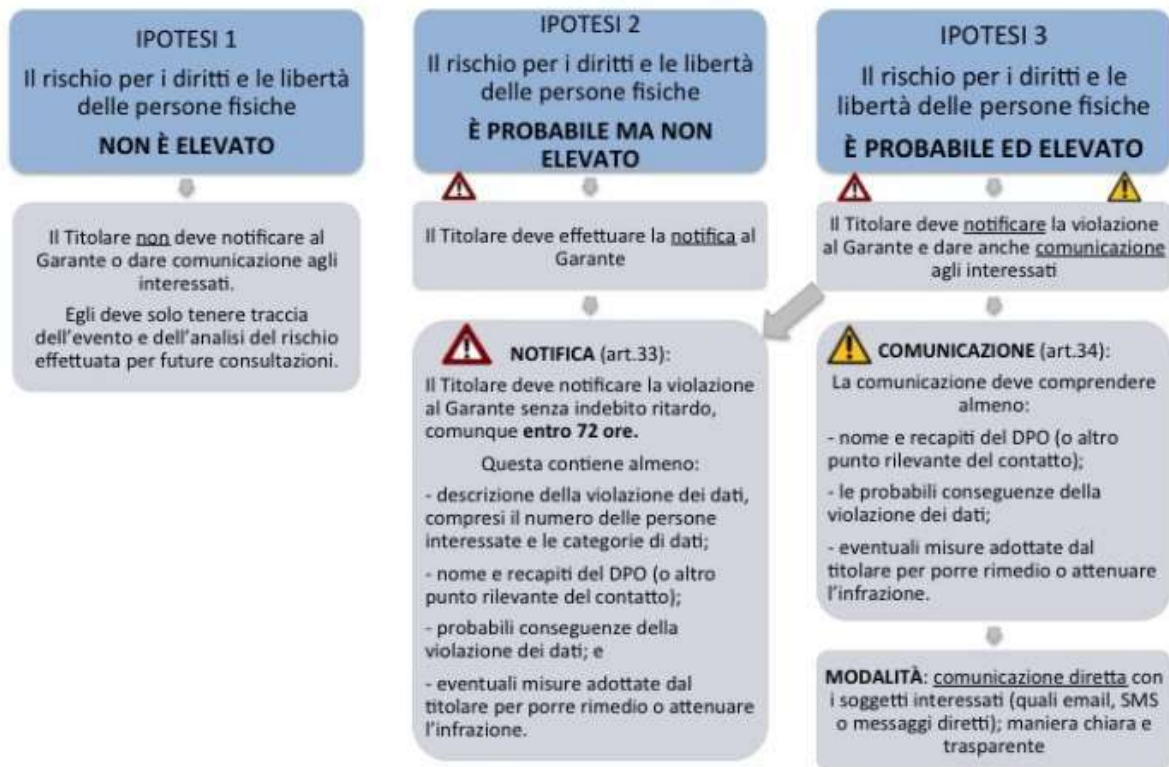 IPOTESI 1
Il rischio per i diritti e le libertà
delle persone fisiche
NON È ELEVATO
Il Titolare non deve notificare al
Garante o dare comunicazione agli
interessati.
Egli deve solo tenere traccia
dell'evento e dell'analisi del rischio
effettuata per future consultazioni.
IPOTESI 2
Il rischio per i diritti e le libertà
delle persone fisiche
È PROBABILE MA NON
ELEVATO
Il Titolare deve effettuare la notifica al
Garante
NOTIFICA (art.33):
Il Titolare deve notificare la violazione
al Garante senza indebito ritardo,
comunque entro 72 ore.
Questa contiene almeno:
- descrizione della violazione dei dati,
compresi il numero delle persone
interessate e le categorie di dati;
- nome e recapiti del DPO (o altro
punto rilevante del contatto);
- probabili conseguenze della
violazione dei dati; e
- eventuali misure adottate dal
titolare per porre rimedio o attenuare
l'infrazione.
IPOTESI 3
Il rischio per i diritti e le
libertà delle persone fisiche
È PROBABILE ED ELEVATO
Il Titolare deve notificare la violazione
al Garante e dare anche comunicazione
agli interessati
COMUNICAZIONE (art.34):
La comunicazione deve comprendere
almeno:
- nome e recapiti del DPO (o altro
punto rilevante del contatto);
- le probabili conseguenze della
violazione dei dati;
- eventuali misure adottate dal
titolare per porre rimedio o attenuare
l'infrazione.
MODALITÀ: comunicazione diretta con
i soggetti interessati (quali email, SMS
o messaggi diretti); maniera chiara e
trasparente